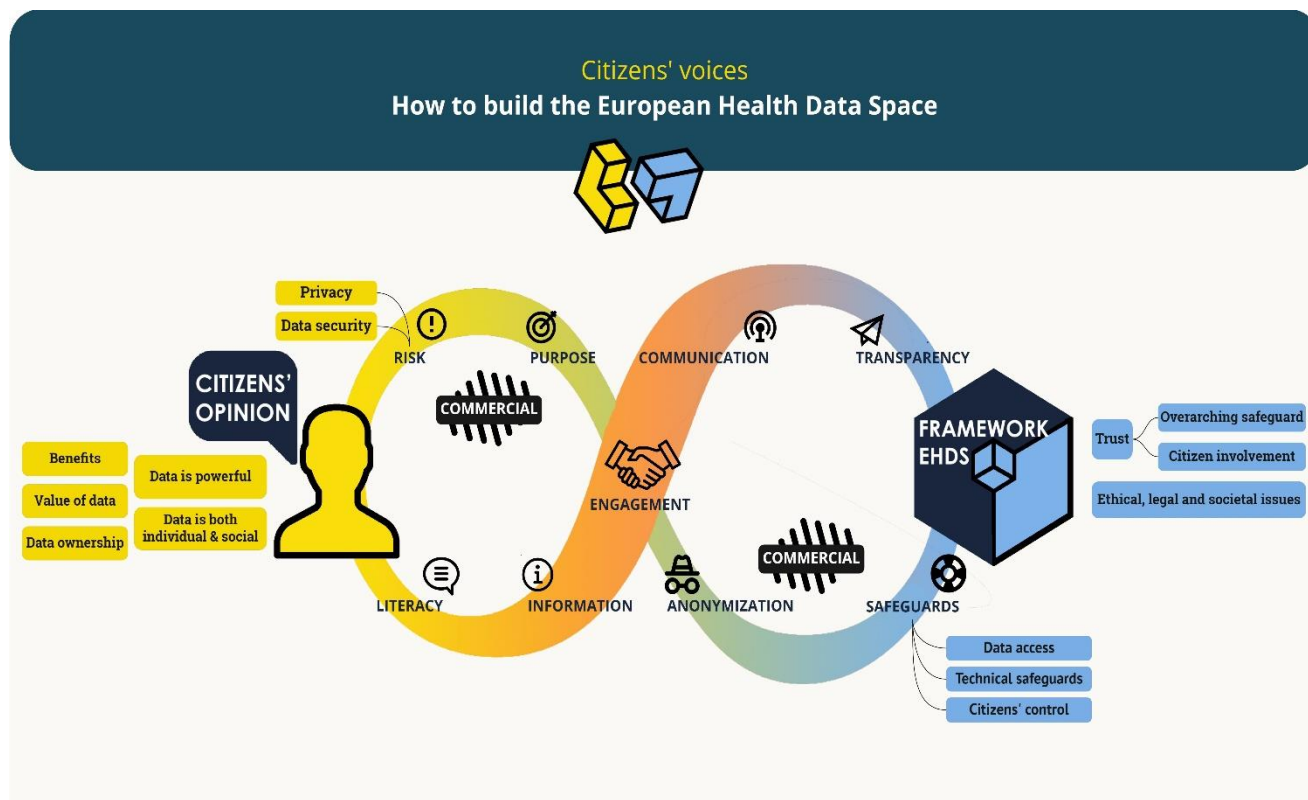 Citizens' voices
How to build the European Health Data Space
Privacy
Data security
RISK
PURPOSE
COMMUNICATION
TRANSPARENCY
CITIZENS'
OPINION
COMMERCIAL
FRAMEWORK
EHDS
Trust
Overarching safeguard
Citizen involvement
Ethical, legal and societal issues
Benefits
Value of data
Data ownership
Data is powerful
Data is both
individual & social
ENGAGEMENT
COMMERCIAL
LITERACY
INFORMATION
ANONYMIZATION
SAFEGUARDS
Data access
Technical safeguards
Citizens' control